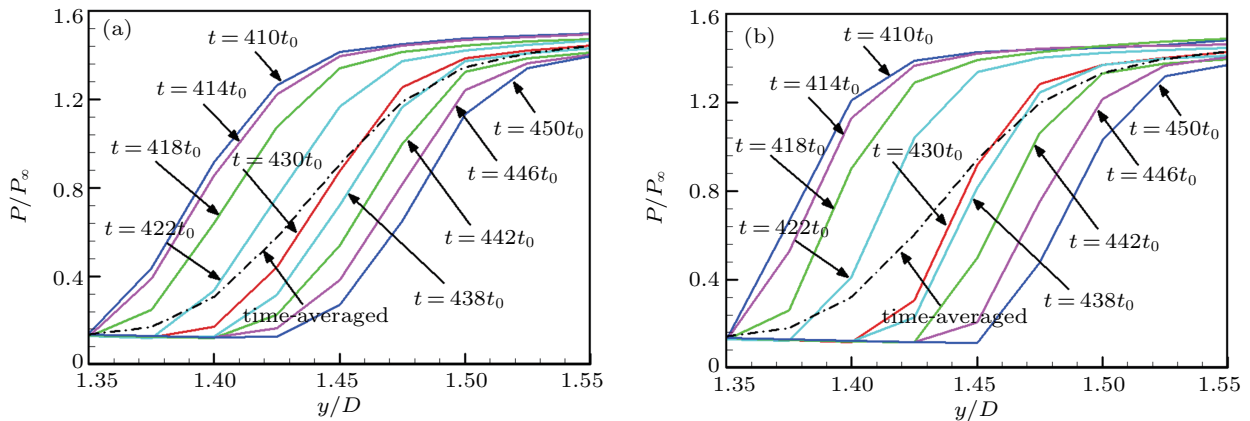 (a)
1.6
1.2
0.8
0.4
0
P/P∞
t=410t₀
t=414t₀
t=418t₀
t=430t₀
t=422t₀
t=450t₀
t=446t₀
t=442t₀
t=438t₀
time-averaged
1.35 1.40 1.45 1.50 1.55
y/D
(b)
1.6
1.2
0.8
0.4
0
P/P∞
t=410t₀
t=414t₀
t=418t₀
t=430t₀
t=422t₀
t=450t₀
t=446t₀
t=442t₀
t=438t₀
time-averaged
1.35 1.40 1.45 1.50 1.55
y/D